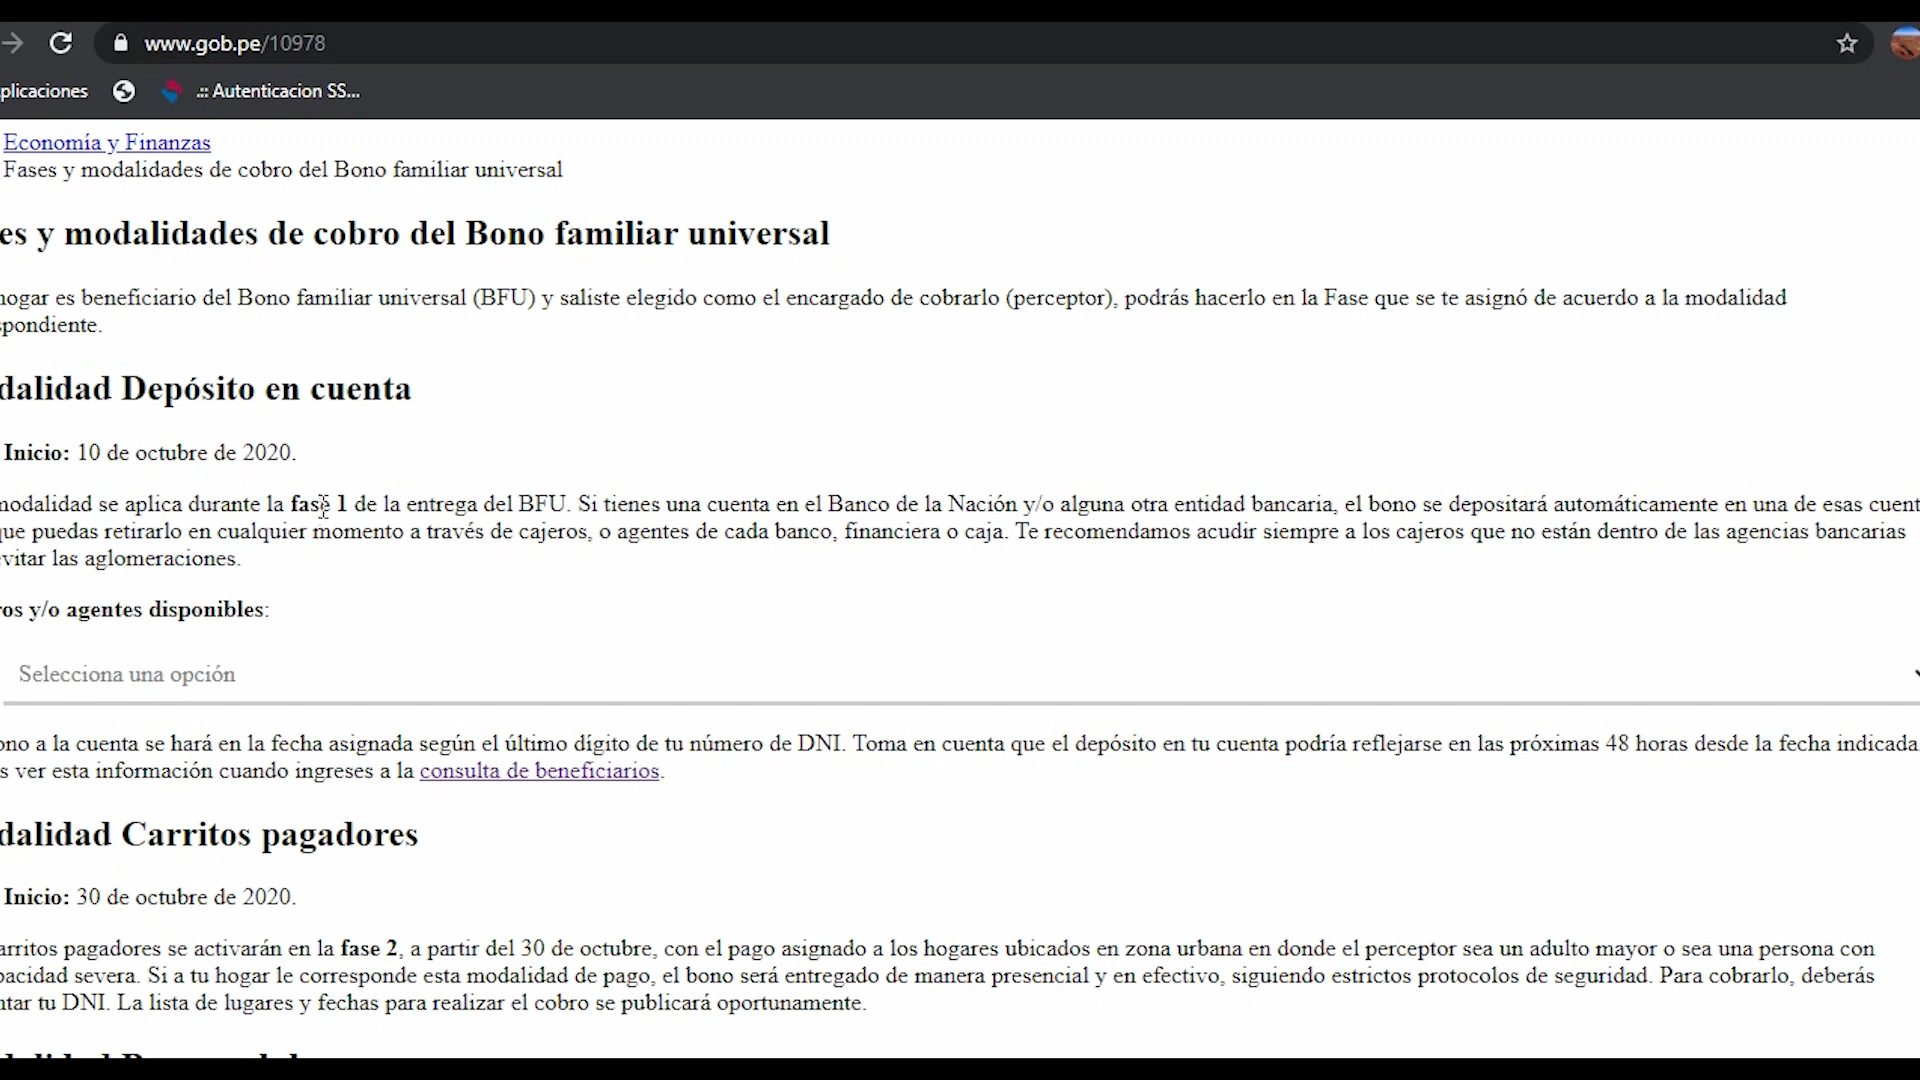 www.gob.pe/10978
plicaciones .:: Autenticacion SS...
Economía y Finanzas
Fases y modalidades de cobro del Bono familiar universal
es y modalidades de cobro del Bono familiar universal
hogar es beneficiario del Bono familiar universal (BFU) y saliste elegido como el encargado de cobrarlo (perceptor), podrás hacerlo en la Fase que se te asignó de acuerdo a la modalidad
spondiente.
dalidad Depósito en cuenta
Inicio: 10 de octubre de 2020.
modalidad se aplica durante la fase 1 de la entrega del BFU. Si tienes una cuenta en el Banco de la Nación y/o alguna otra entidad bancaria, el bono se depositará automáticamente en una de esas cuent
que puedas retirarlo en cualquier momento a través de cajeros, o agentes de cada banco, financiera o caja. Te recomendamos acudir siempre a los cajeros que no están dentro de las agencias bancarias
vitar las aglomeraciones.
ros y/o agentes disponibles:
Selecciona una opción
ono a la cuenta se hará en la fecha asignada según el último dígito de tu número de DNI. Toma en cuenta que el depósito en tu cuenta podría reflejarse en las próximas 48 horas desde la fecha indicada.
s ver esta información cuando ingreses a la consulta de beneficiarios.
dalidad Carritos pagadores
Inicio: 30 de octubre de 2020.
arritos pagadores se activarán en la fase 2, a partir del 30 de octubre, con el pago asignado a los hogares ubicados en zona urbana en donde el perceptor sea un adulto mayor o sea una persona con
pacidad severa. Si a tu hogar le corresponde esta modalidad de pago, el bono será entregado de manera presencial y en efectivo, siguiendo estrictos protocolos de seguridad. Para cobrarlo, deberás
ntar tu DNI. La lista de lugares y fechas para realizar el cobro se publicará oportunamente.